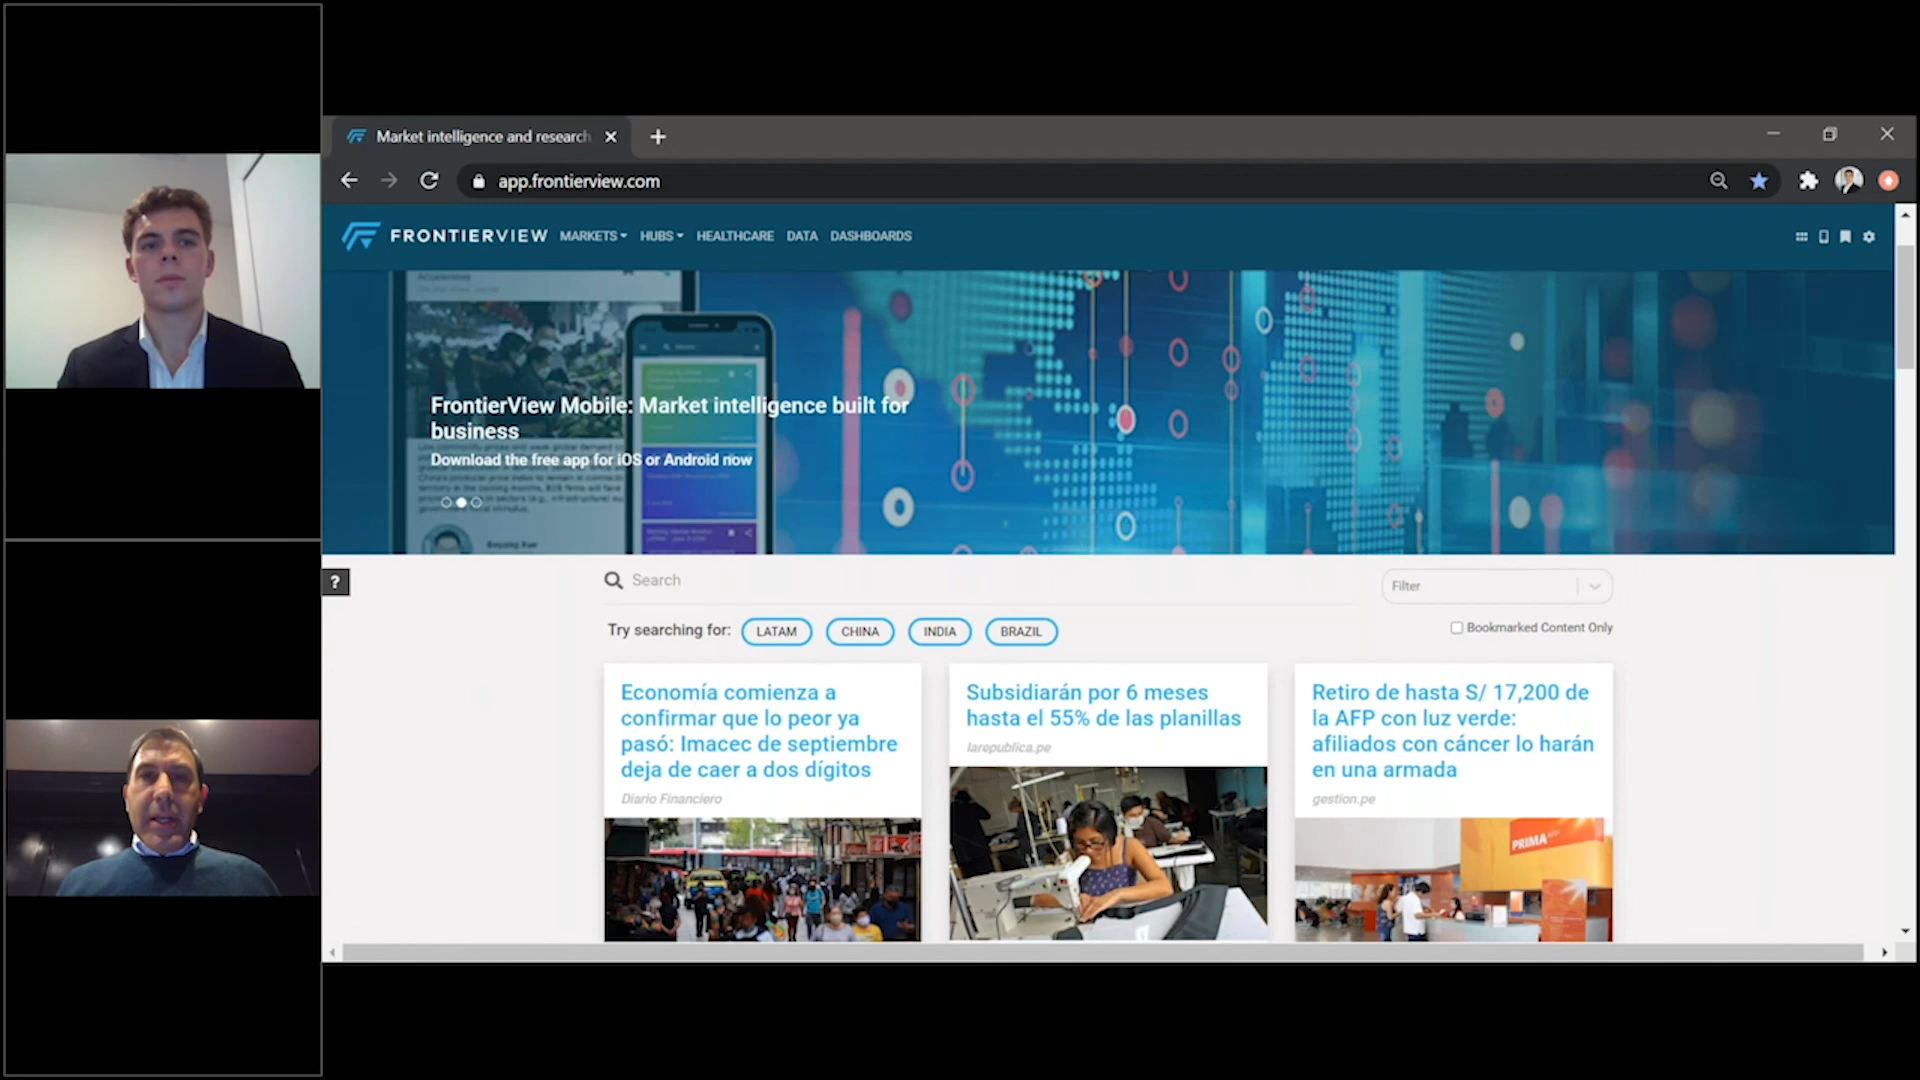 Market intelligence and research
app.frontierview.com
FRONTIERVIEW MARKETS HUBS HEALTHCARE DATA DASHBOARDS
FrontierView Mobile: Market intelligence built for
business
Download the free app for iOS or Android now
Search
Filter
?
Try searching for: LATAM CHINA INDIA BRAZIL
Bookmarked Content Only
Economía comienza a
confirmar que lo peor ya
pasó: Imacec de septiembre
deja de caer a dos dígitos
Diario Financiero
Subsidiarán por 6 meses
hasta el 55% de las planillas
larepublica.pe
Retiro de hasta S/ 17,200 de
la AFP con luz verde:
afiliados con cáncer lo harán
en una armada
gestion.pe
PRIMA AFP